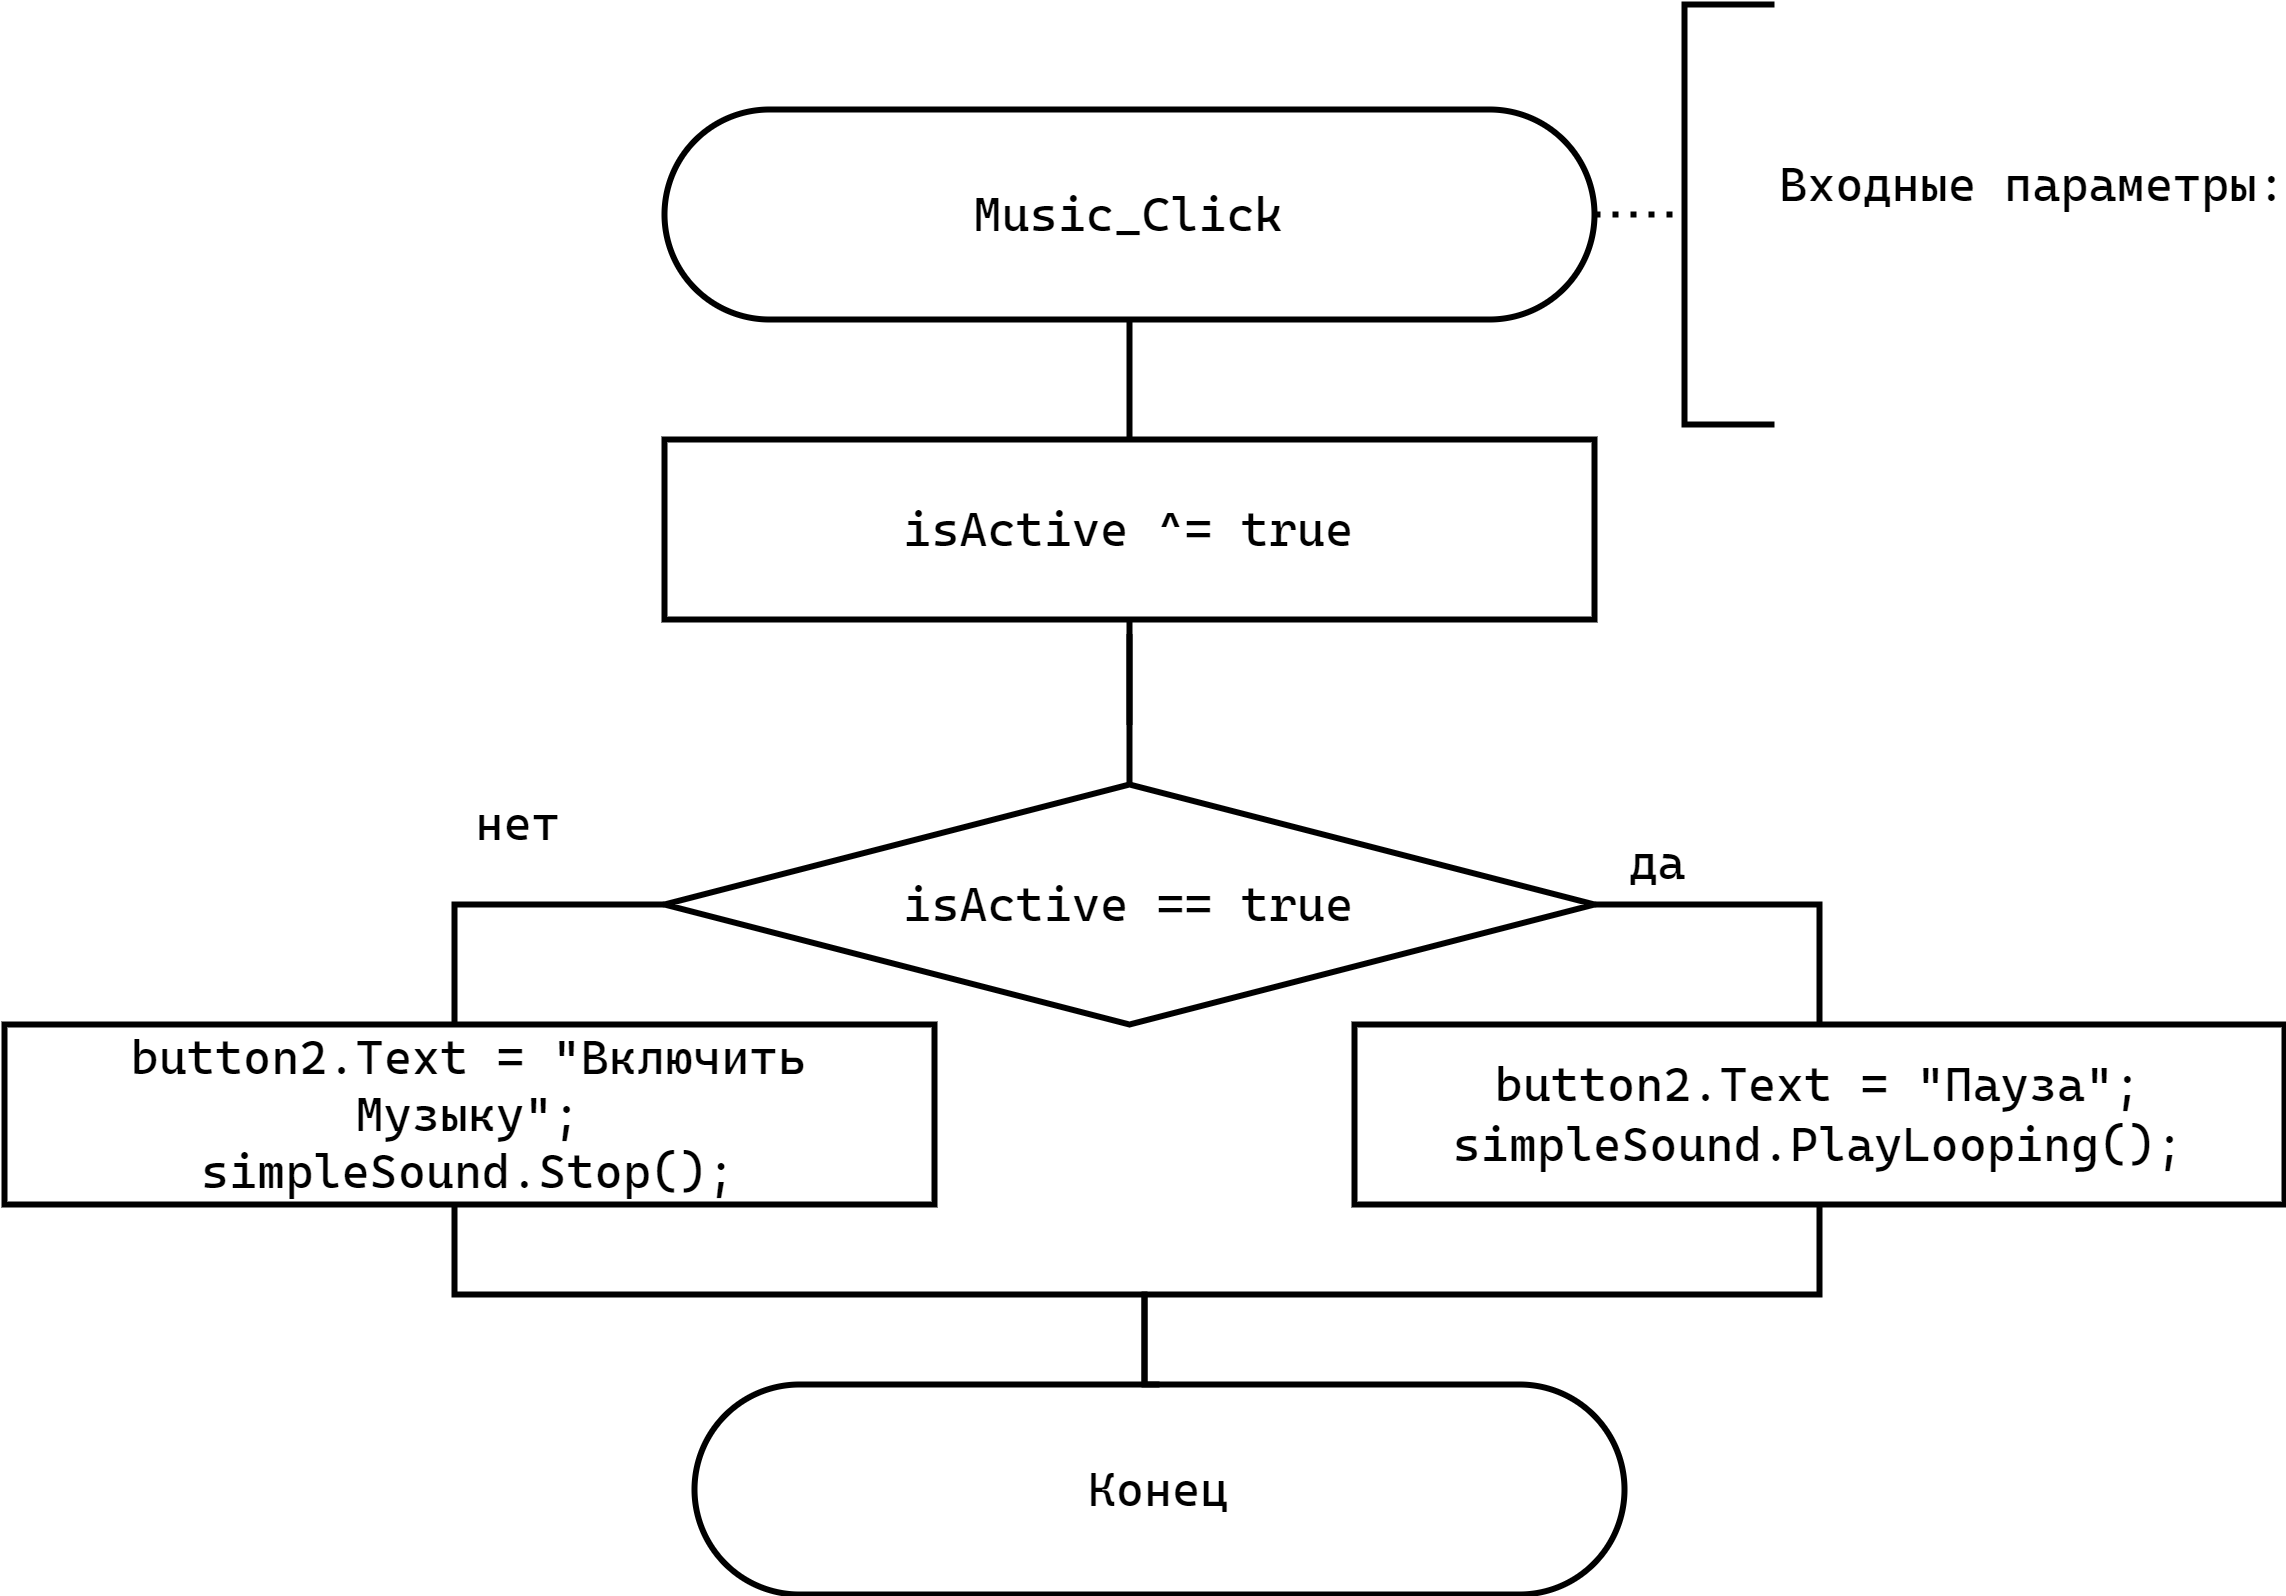 Music_Click
Входные параметры:
isActive ^= true
нет
да
isActive == true
button2.Text = "Включить
Музыку";
simpleSound.Stop();
button2.Text = "Пауза";
simpleSound.PlayLooping();
Конец